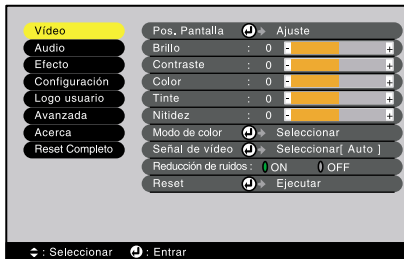 Vídeo
Audio
Efecto
Configuración
Logo usuario
Avanzada
Acerca
Reset Completo
Pos. Pantalla Ajuste
Brillo : 0 - +
Contraste : 0 - +
Color : 0 - +
Tinte : 0 - +
Nitidez : 0 - +
Modo de color Seleccionar
Señal de vídeo Seleccionar[ Auto ]
Reducción de ruidos : ON OFF
Reset Ejecutar
: Seleccionar : Entrar